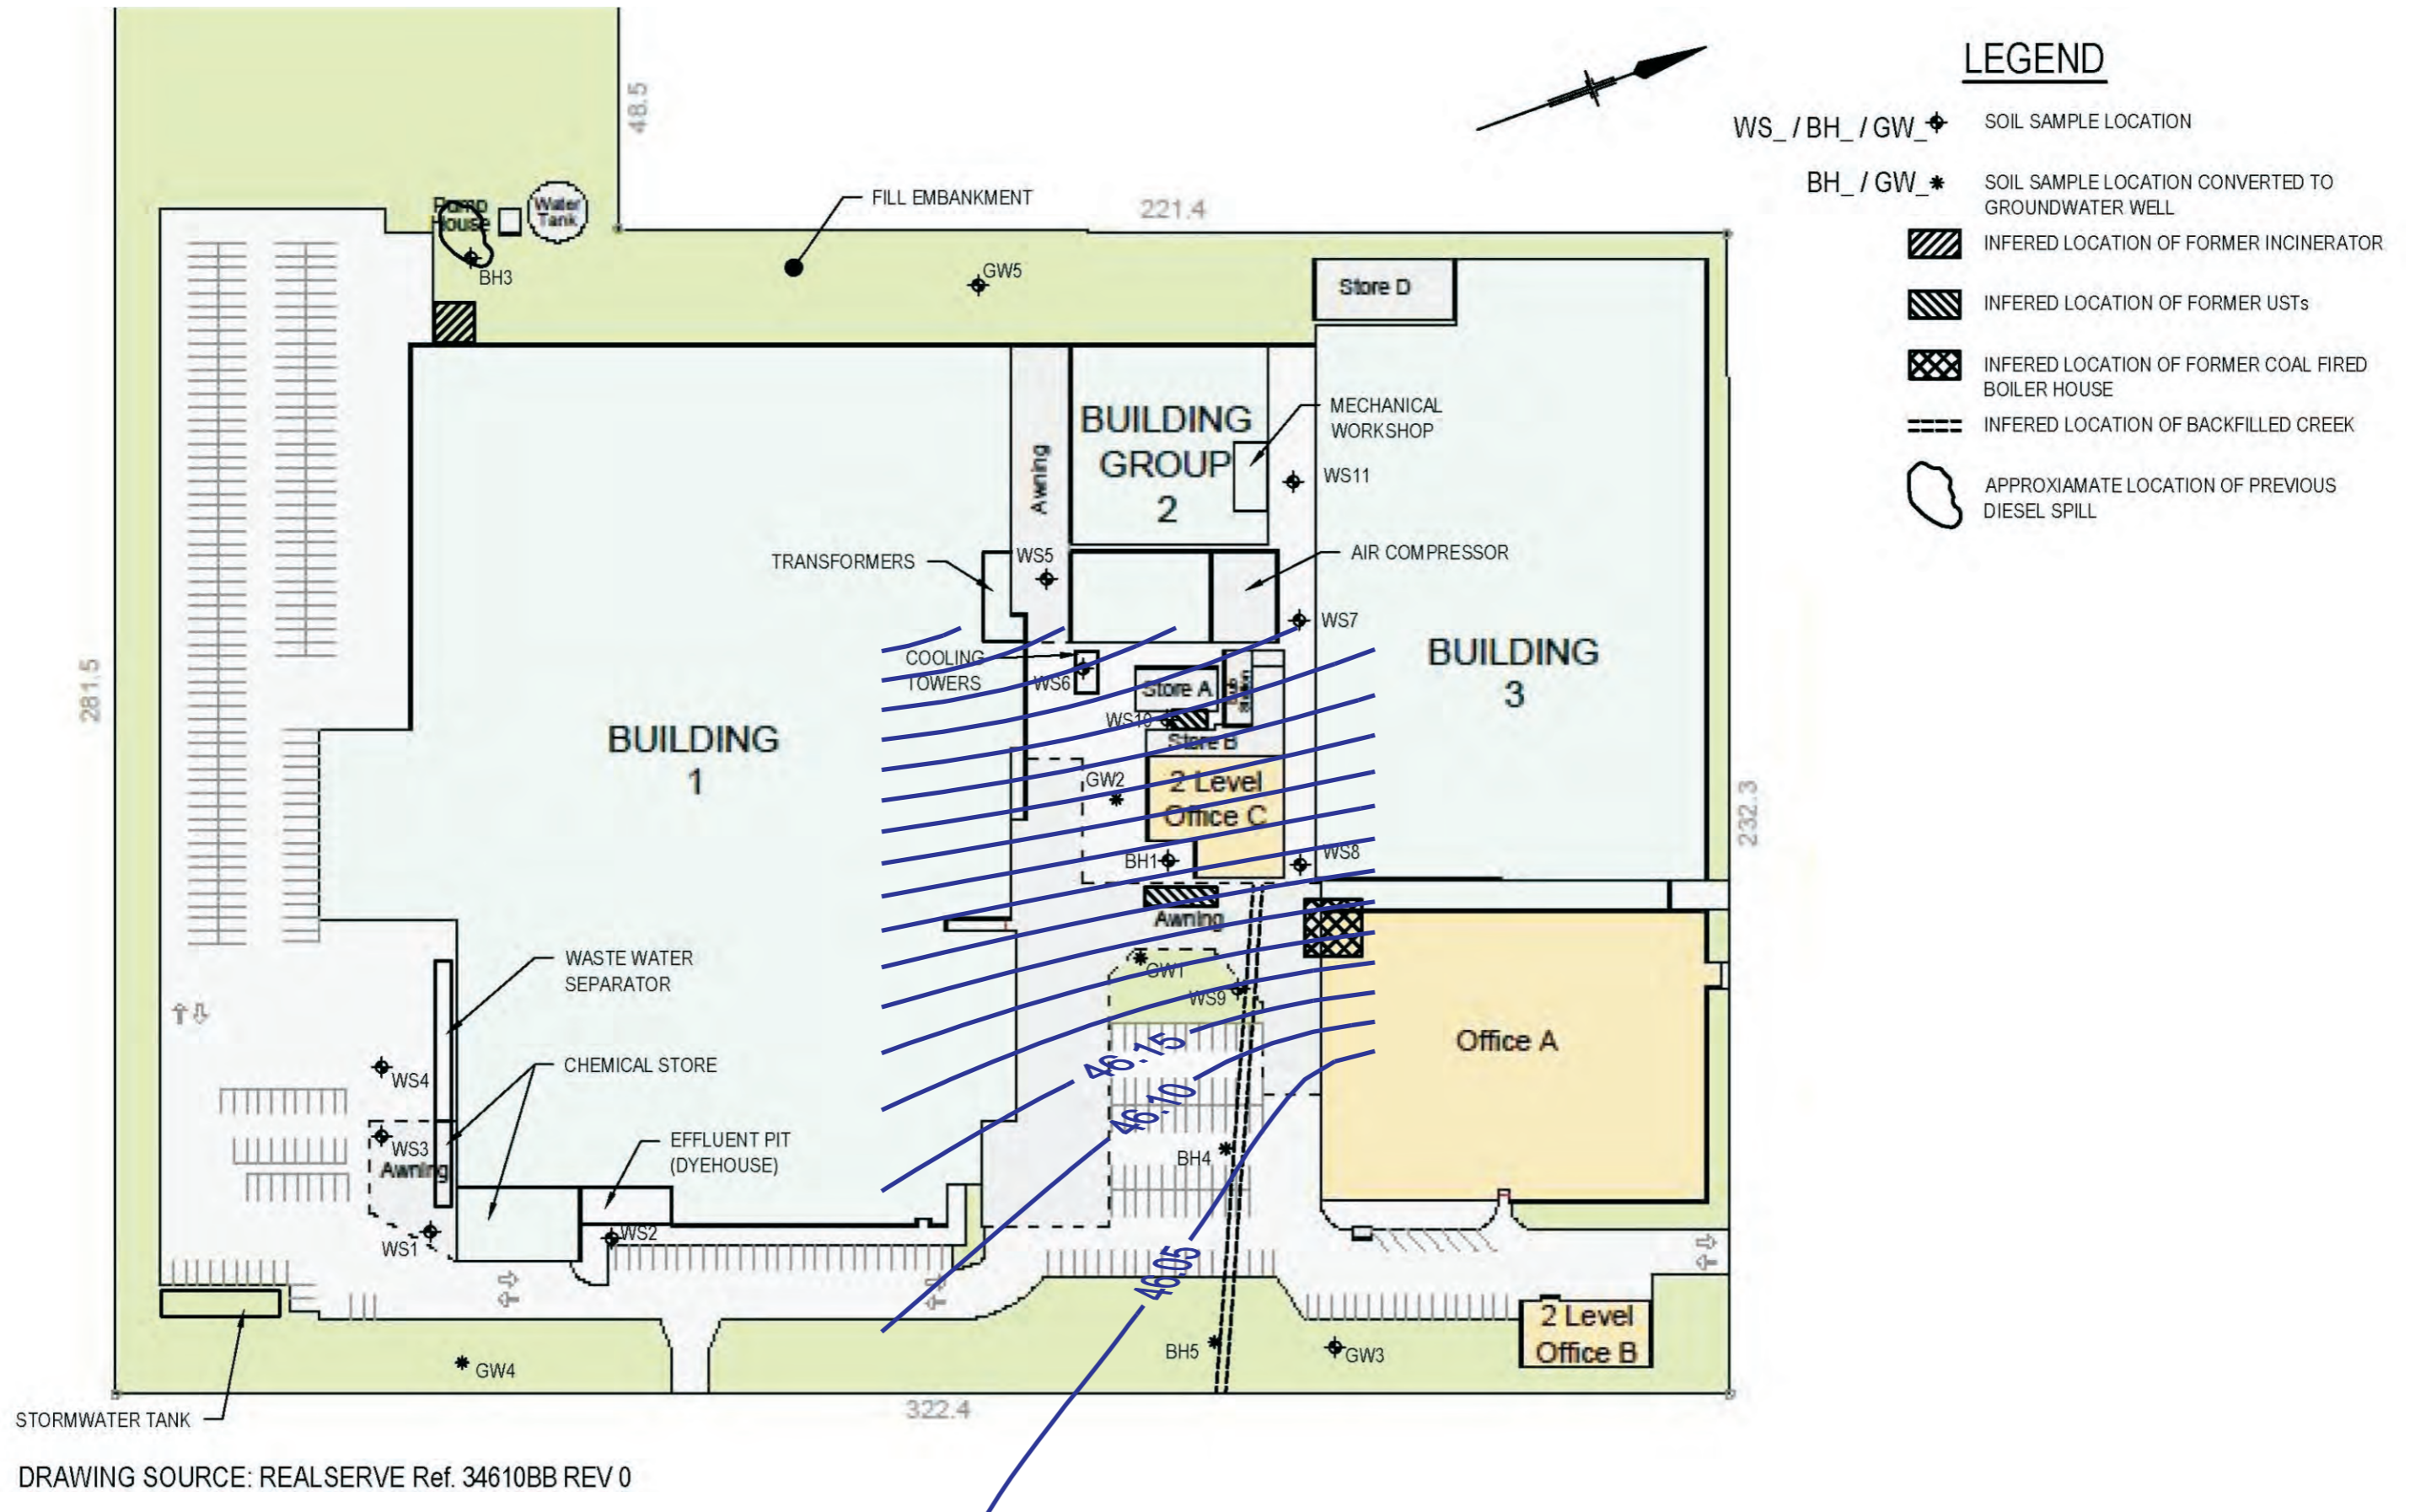 LEGEND
WS_ / BH_ / GW_
SOIL SAMPLE LOCATION
BH_ / GW_
SOIL SAMPLE LOCATION CONVERTED TO
GROUNDWATER WELL
INFERED LOCATION OF FORMER INCINERATOR
INFERED LOCATION OF FORMER USTs
INFERED LOCATION OF FORMER COAL FIRED
BOILER HOUSE
INFERED LOCATION OF BACKFILLED CREEK
APPROXIAMATE LOCATION OF PREVIOUS
DIESEL SPILL
48.5
221.4
Pump
House
Water
Tank
FILL EMBANKMENT
BH3
GW5
Store D
BUILDING
GROUP
2
Awning
MECHANICAL
WORKSHOP
WS11
TRANSFORMERS
WS5
AIR COMPRESSOR
WS7
COOLING
TOWERS
WS6
Store A
WS10
Store B
BUILDING
3
281.5
BUILDING
1
GW2
2 Level
Office C
232.3
BH1
WS8
Awning
GW1
WS9
WASTE WATER
SEPARATOR
CHEMICAL STORE
WS4
WS3
Awning
EFFLUENT PIT
(DYEHOUSE)
WS1
WS2
Office A
46.15
46.10
46.05
BH4
BH5
GW3
2 Level
Office B
GW4
STORMWATER TANK
322.4
DRAWING SOURCE: REALSERVE Ref. 34610BB REV 0